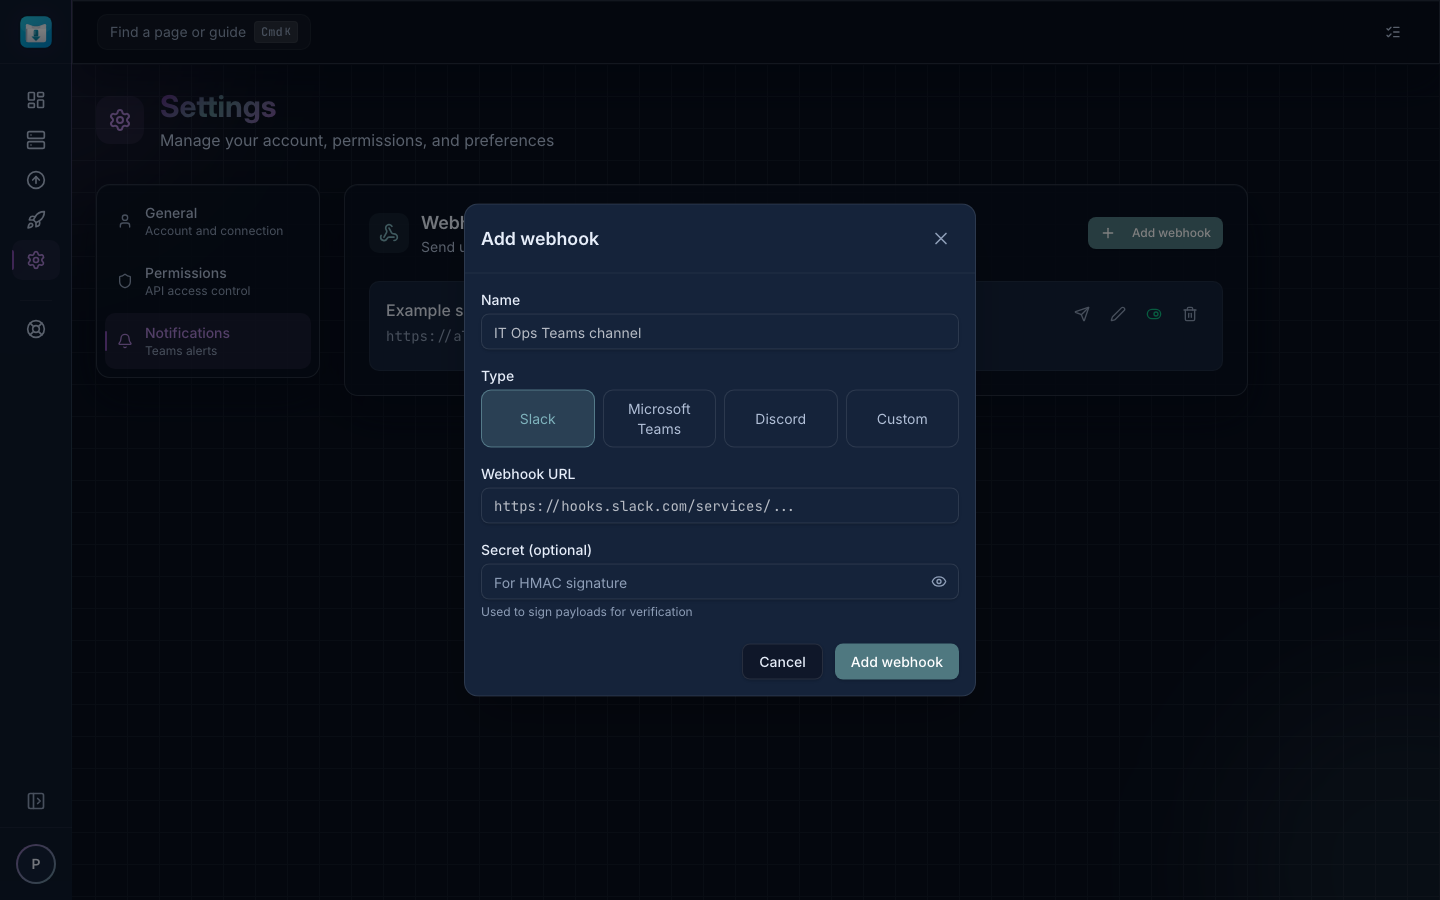 Find a page or guide Cmd K
Settings
Manage your account, permissions, and preferences
General
Account and connection
Permissions
API access control
Notifications
Teams alerts
Add webhook
Add webhook
Name
IT Ops Teams channel
Type
Slack
Microsoft
Teams
Discord
Custom
Webhook URL
https://hooks.slack.com/services/...
Secret (optional)
For HMAC signature
Used to sign payloads for verification
Cancel
Add webhook
Send
Example
https://
P